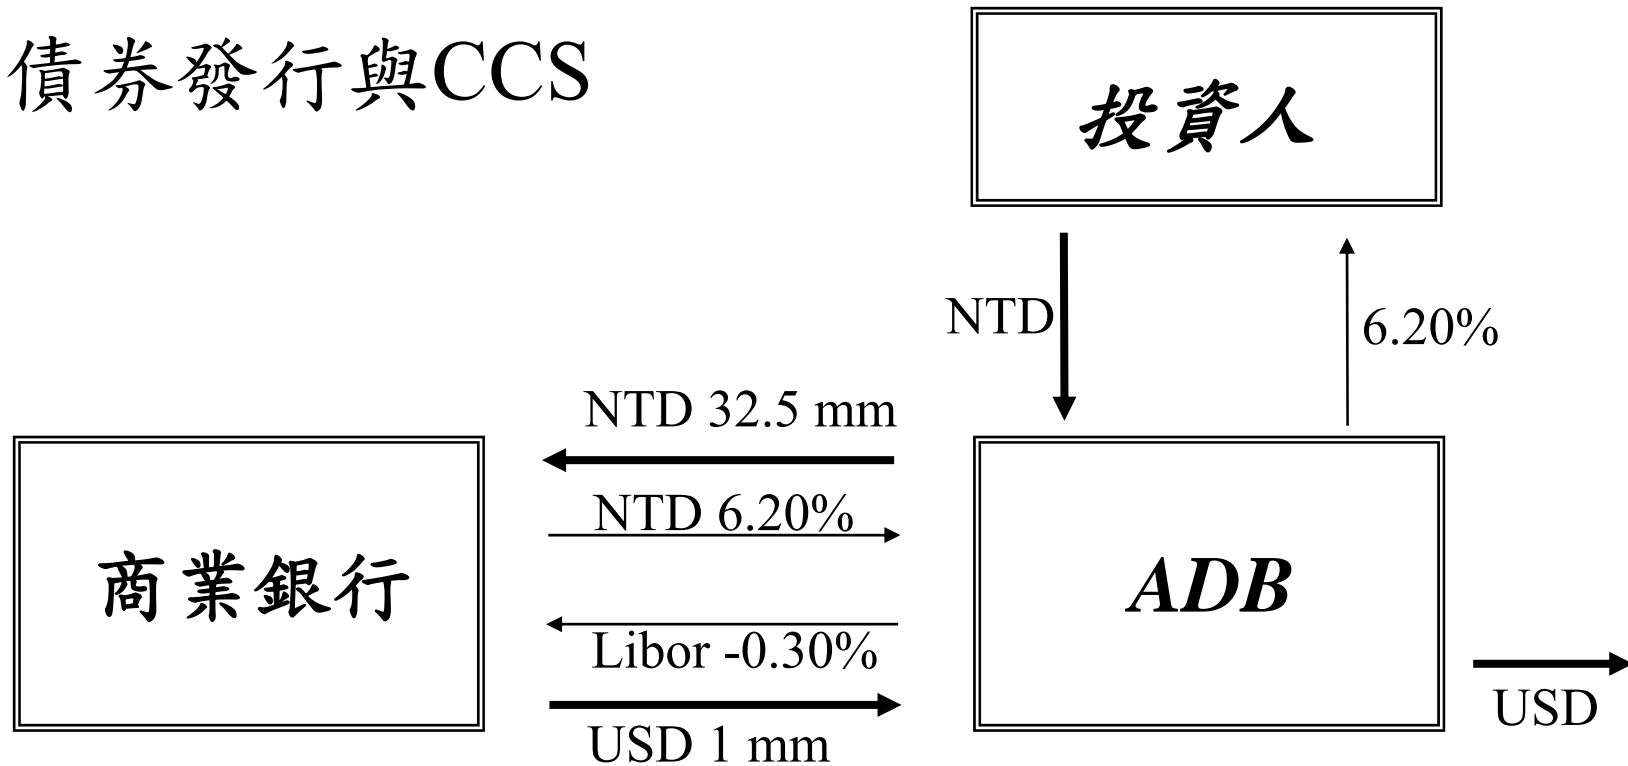 債券發行與CCS
投資人
NTD
6.20%
NTD 32.5 mm
NTD 6.20%
商業銀行
ADB
Libor -0.30%
USD
USD 1 mm